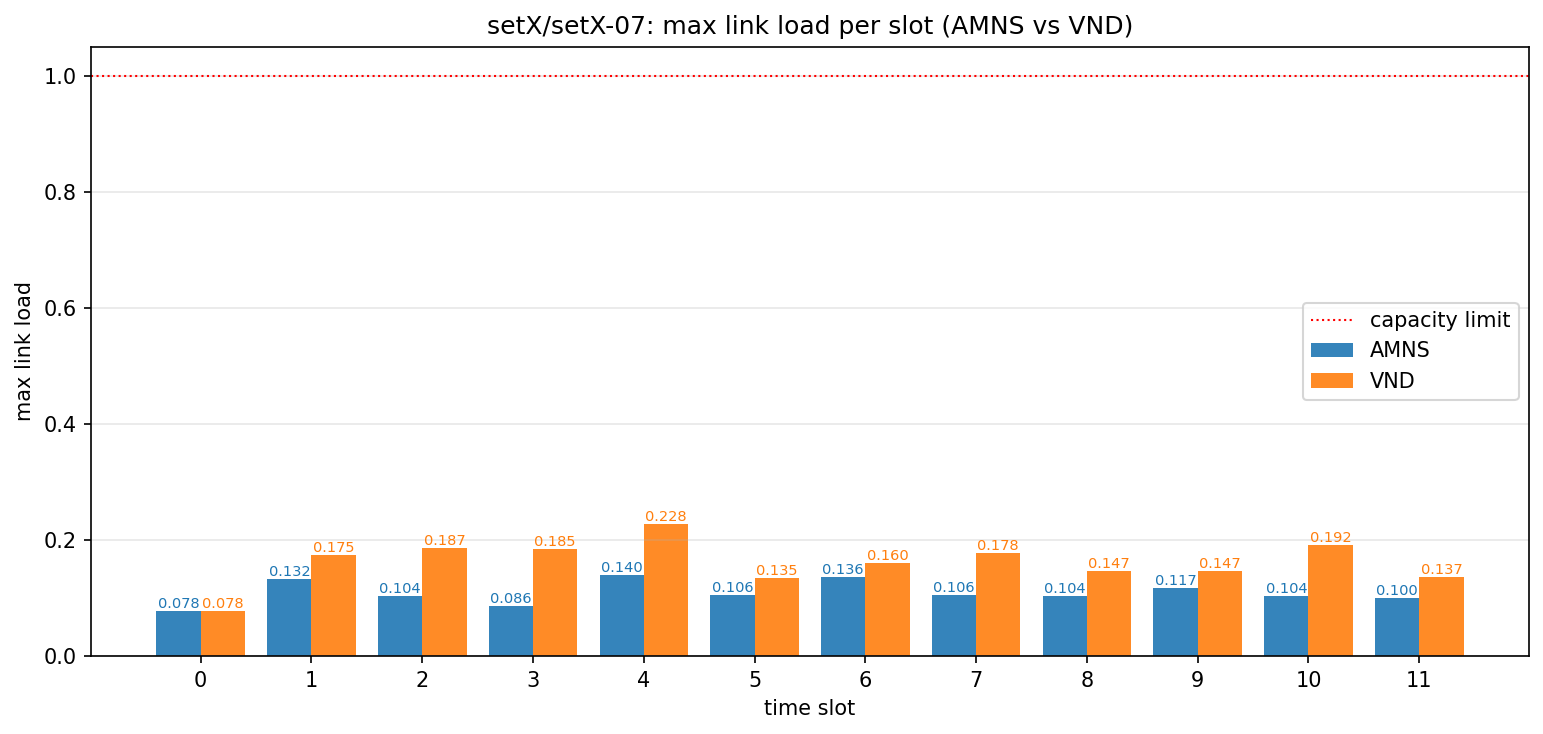 setX/setX-07: max link load per slot (AMNS vs VND)
max link load
1.0
0.8
0.6
0.4
0.2
0.0
capacity limit
AMNS
VND
0.078 0.078
0.132 0.175
0.104 0.187
0.086 0.185
0.140 0.228
0.106 0.135
0.136 0.160
0.106 0.178
0.104 0.147
0.117 0.147
0.104 0.192
0.100 0.137
0 1 2 3 4 5 6 7 8 9 10 11
time slot